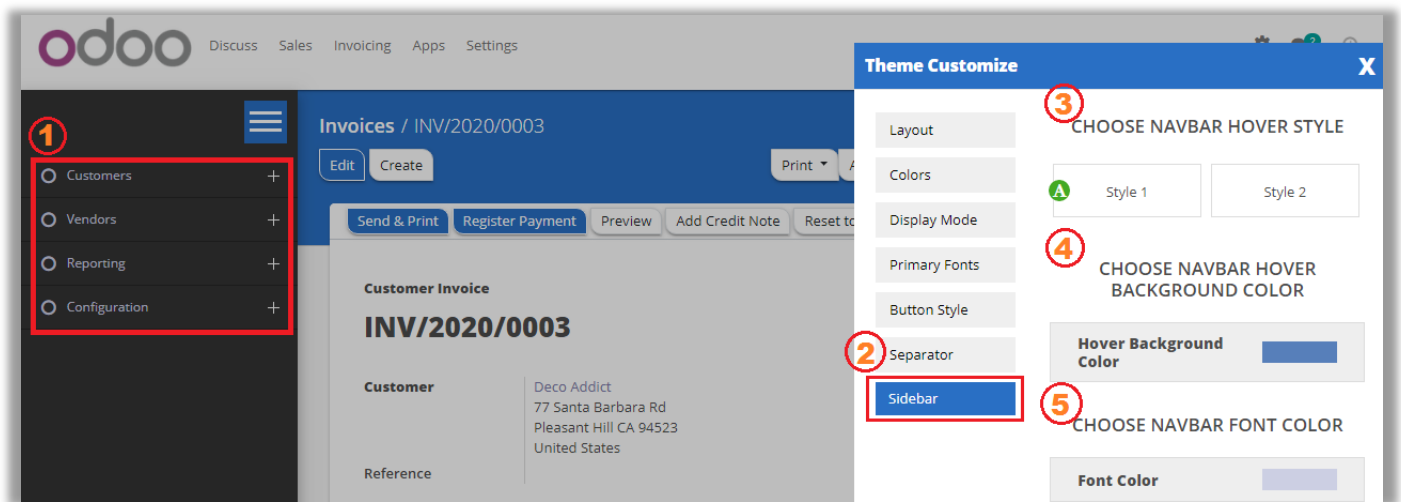 odoo Discuss Sales Invoicing Apps Settings
2
Theme Customize X
1
Customers +
Vendors +
Reporting +
Configuration +
Invoices / INV/2020/0003
Edit Create Print
Send & Print Register Payment Preview Add Credit Note Reset to
Customer Invoice
INV/2020/0003
Customer Deco Addict
77 Santa Barbara Rd
Pleasant Hill CA 94523
United States
Reference
Layout
Colors
Display Mode
Primary Fonts
Button Style
2
Separator
Sidebar
3
CHOOSE NAVBAR HOVER STYLE
A Style 1 Style 2
4
CHOOSE NAVBAR HOVER
BACKGROUND COLOR
Hover Background
Color
5
CHOOSE NAVBAR FONT COLOR
Font Color